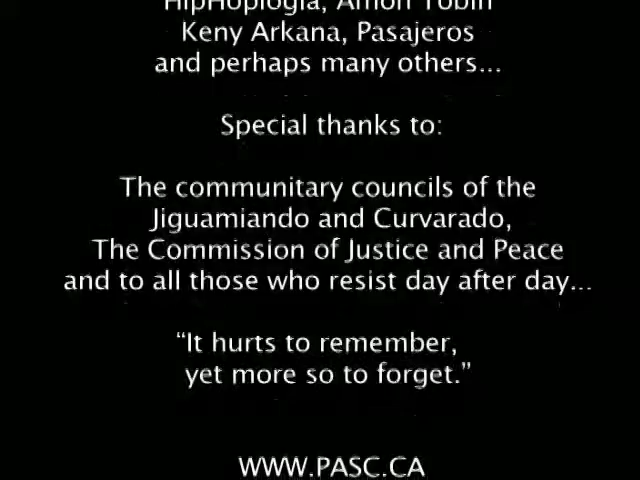 HipHoplogia, Amon Tobin
Keny Arkana, Pasajeros
and perhaps many others...
Special thanks to:
The communitary councils of the
Jiguamiando and Curvarado,
The Commission of Justice and Peace
and to all those who resist day after day...
“It hurts to remember,
yet more so to forget.”
WWW.PASC.CA